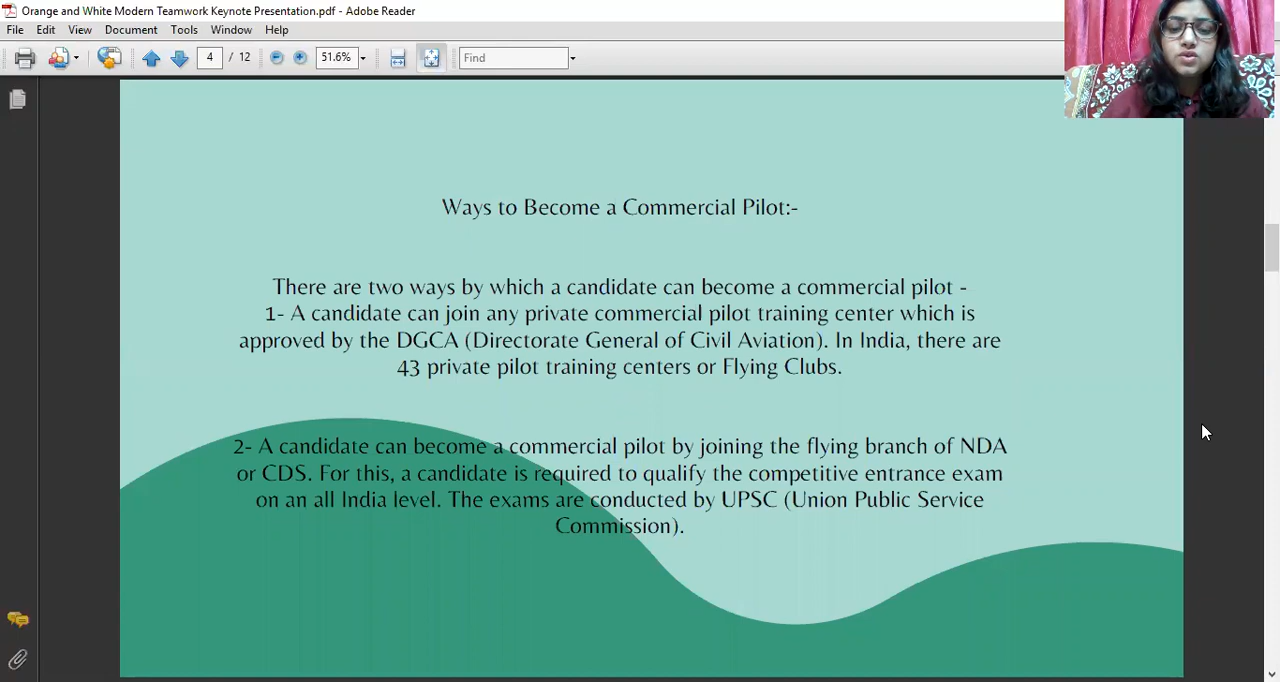 Orange and White Modern Teamwork Keynote Presentation.pdf - Adobe Reader
File Edit View Document Tools Window Help
4 / 12 51.6% Find
Ways to Become a Commercial Pilot:-
There are two ways by which a candidate can become a commercial pilot -
1- A candidate can join any private commercial pilot training center which is
approved by the DGCA (Directorate General of Civil Aviation). In India, there are
43 private pilot training centers or Flying Clubs.
2- A candidate can become a commercial pilot by joining the flying branch of NDA
or CDS. For this, a candidate is required to qualify the competitive entrance exam
on an all India level. The exams are conducted by UPSC (Union Public Service
Commission).